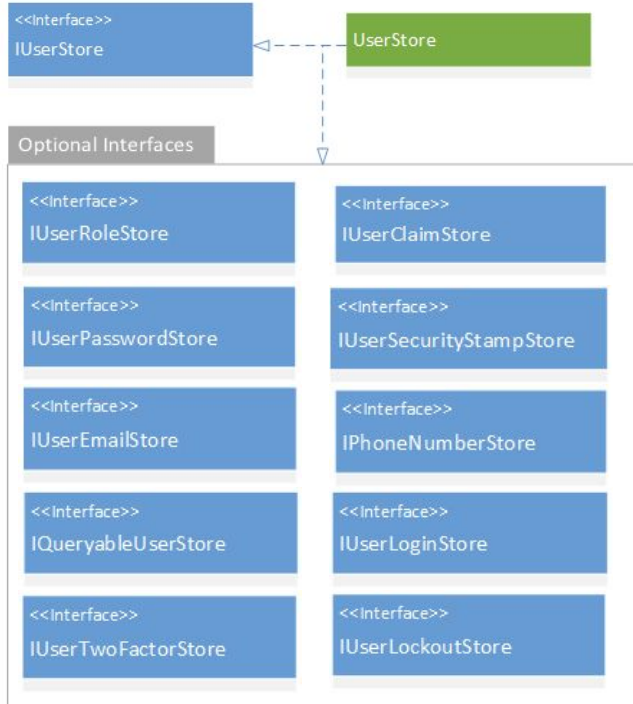 <<Interface>>
IUserStore
UserStore
Optional Interfaces
<<Interface>>
IUserRoleStore
<<Interface>>
IUserClaimStore
<<Interface>>
IUserPasswordStore
<<Interface>>
IUserSecurityStampStore
<<Interface>>
IUserEmailStore
<<Interface>>
IPhoneNumberStore
<<Interface>>
IQueryableUserStore
<<Interface>>
IUserLoginStore
<<Interface>>
IUserTwoFactorStore
<<Interface>>
IUserLockoutStore